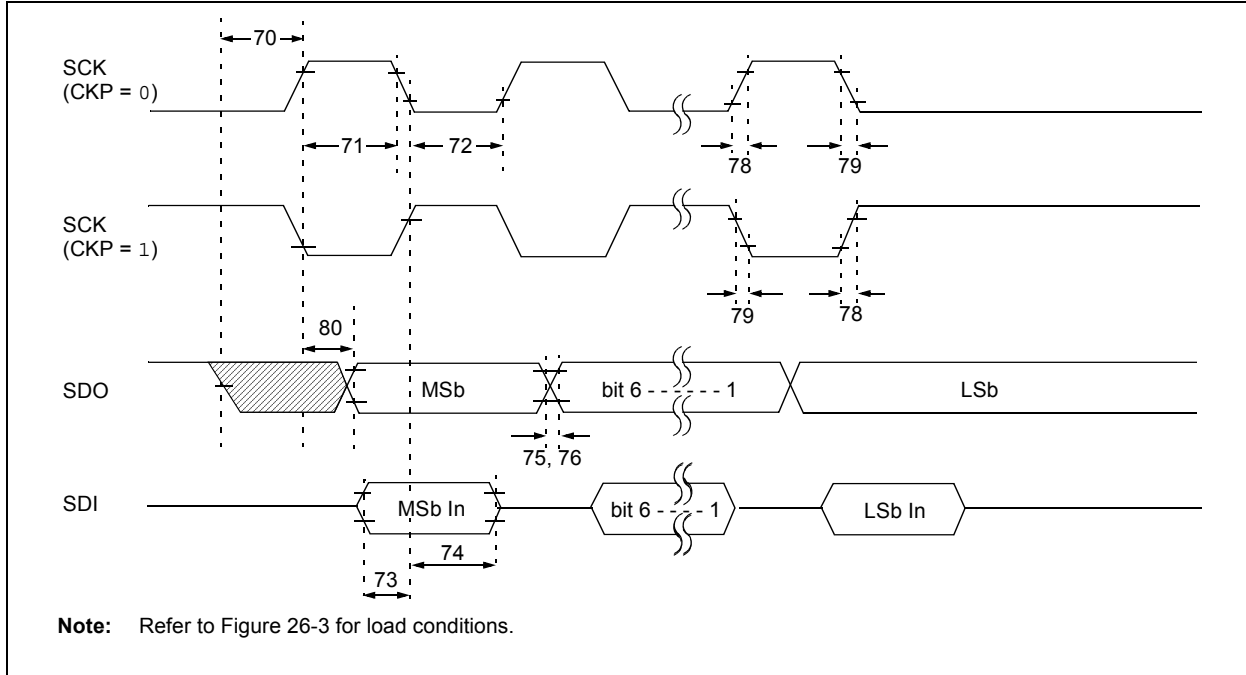 70
SCK
(CKP = 0)
71
72
78
79
SCK
(CKP = 1)
79
78
80
SDO
MSb
bit 6 - - - - - - 1
LSb
75, 76
SDI
MSb In
bit 6 - - - - - 1
LSb In
74
73
Note: Refer to Figure 26-3 for load conditions.